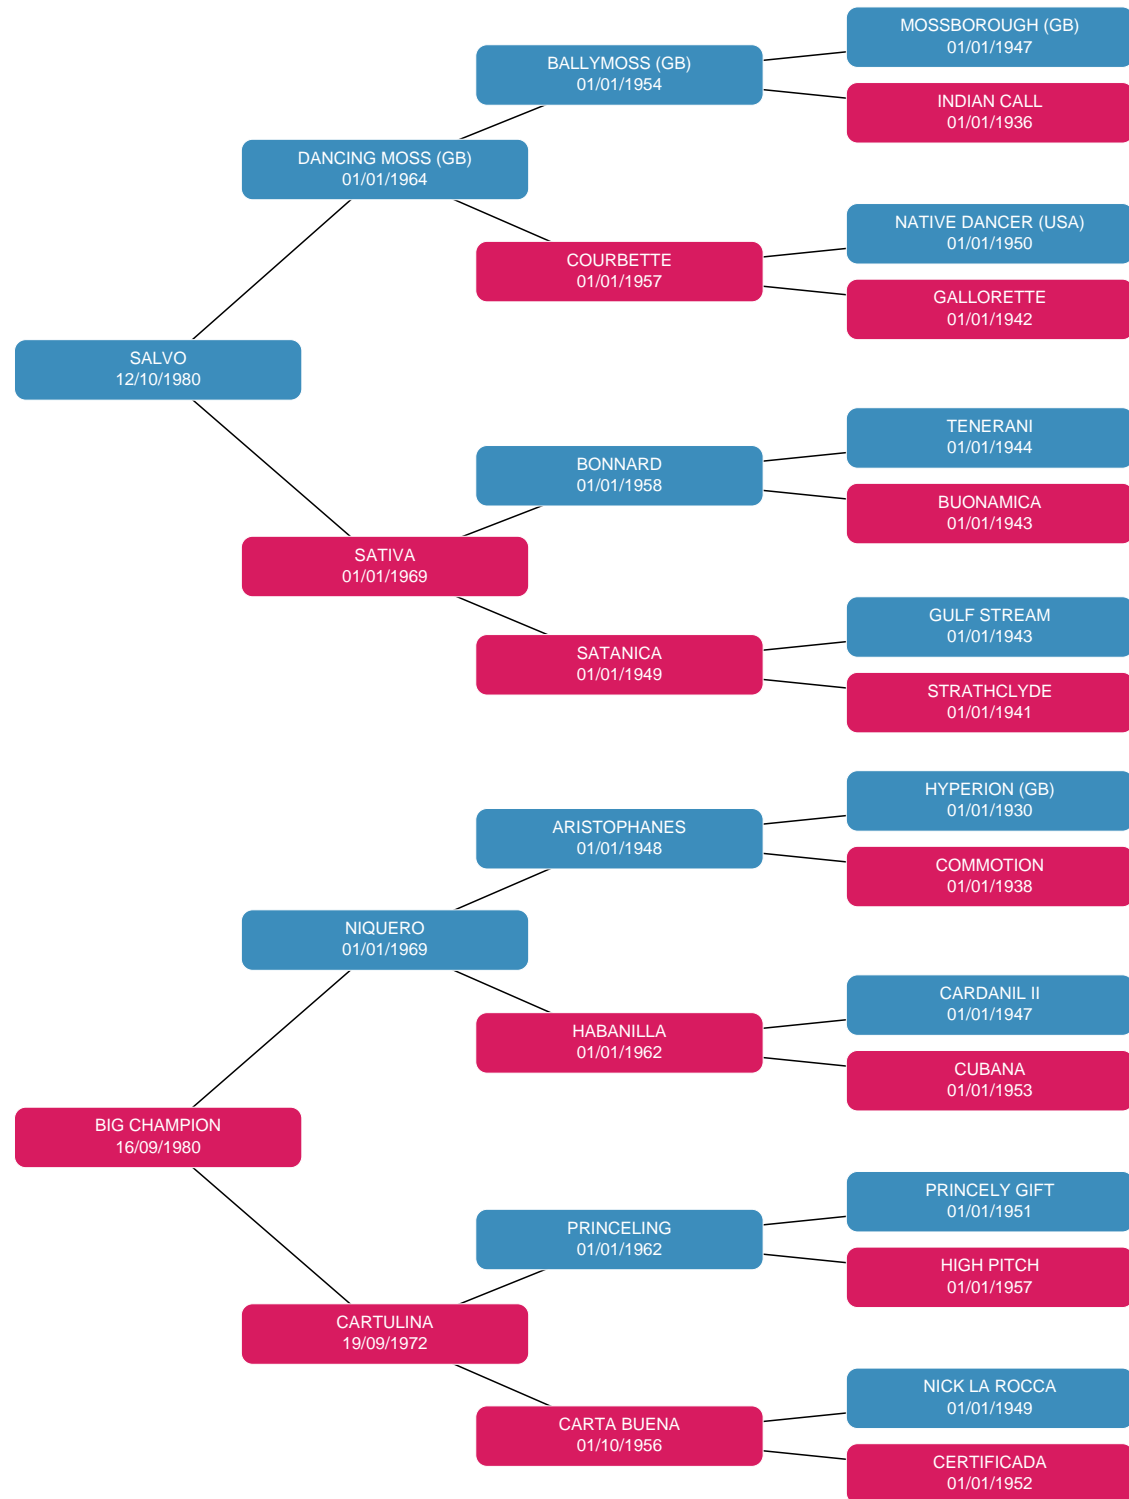 MOSSBOROUGH (GB)
01/01/1947
BALLYMOSS (GB)
01/01/1954
INDIAN CALL
01/01/1936
DANCING MOSS (GB)
01/01/1964
NATIVE DANCER (USA)
01/01/1950
COURBETTE
01/01/1957
GALLORETTE
01/01/1942
SALVO
12/10/1980
TENERANI
01/01/1944
BONNARD
01/01/1958
BUONAMICA
01/01/1943
SATIVA
01/01/1969
GULF STREAM
01/01/1943
SATANICA
01/01/1949
STRATHCLYDE
01/01/1941
HYPERION (GB)
01/01/1930
ARISTOPHANES
01/01/1948
COMMOTION
01/01/1938
NIQUERO
01/01/1969
CARDANIL II
01/01/1947
HABANILLA
01/01/1962
CUBANA
01/01/1953
BIG CHAMPION
16/09/1980
PRINCELY GIFT
01/01/1951
PRINCELING
01/01/1962
HIGH PITCH
01/01/1957
CARTULINA
19/09/1972
NICK LA ROCCA
01/01/1949
CARTA BUENA
01/10/1956
CERTIFICADA
01/01/1952